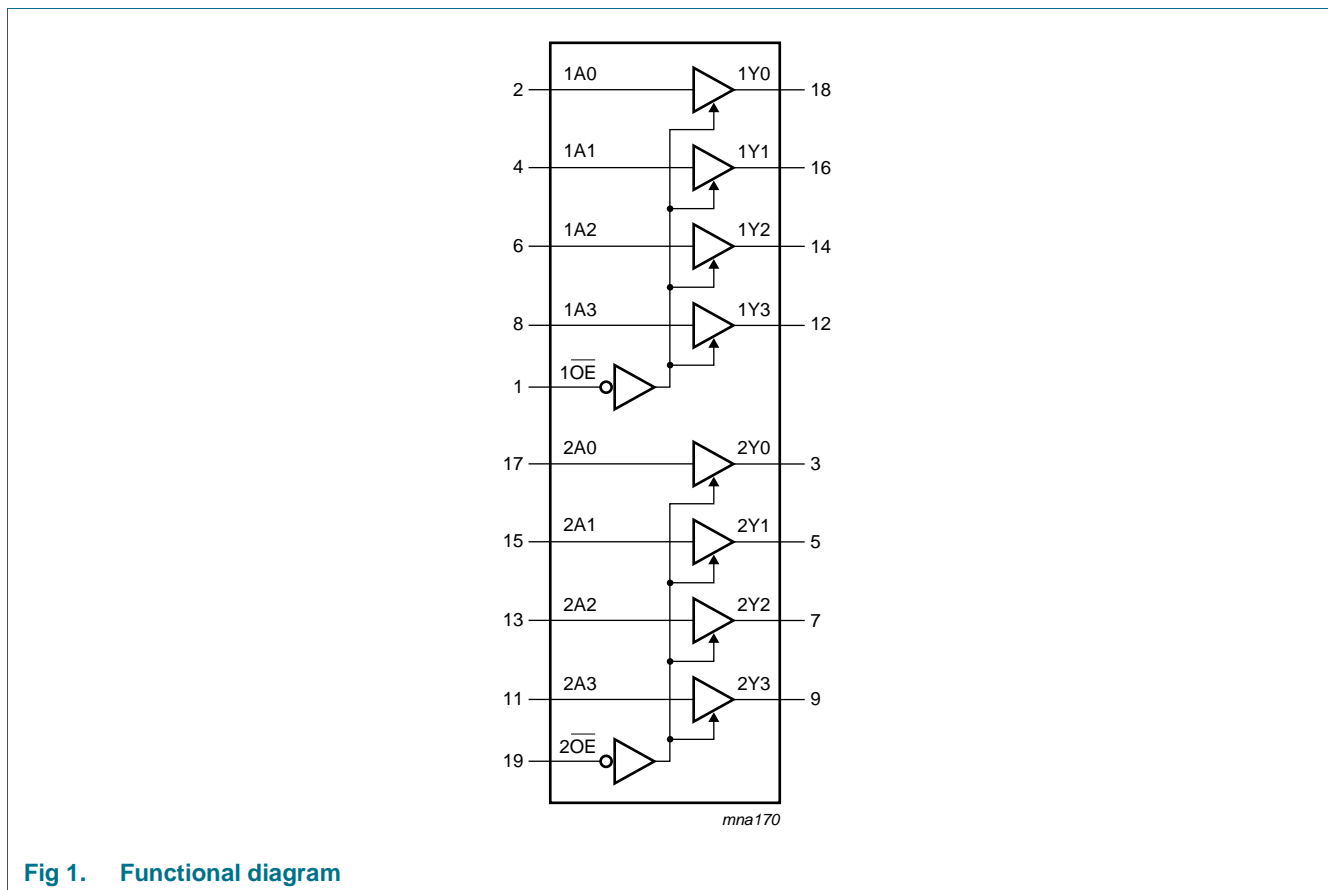 2 1A0 1Y0 18
4 1A1 1Y1 16
6 1A2 1Y2 14
8 1A3 1Y3 12
1 1O̅E̅
17 2A0 2Y0 3
15 2A1 2Y1 5
13 2A2 2Y2 7
11 2A3 2Y3 9
19 2O̅E̅
mna170
Fig 1. Functional diagram